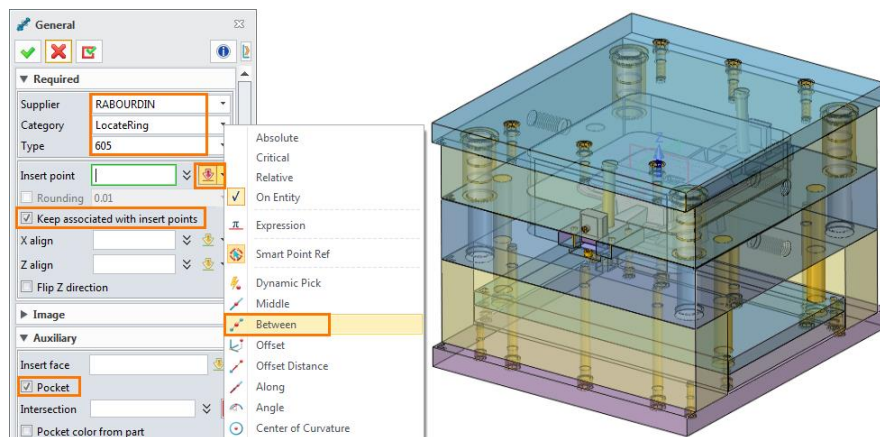 General
Required
Supplier RABOURDIN
Category LocateRing
Type 605
Insert point
Rounding 0.01
Keep associated with insert points
X align
Z align
Flip Z direction
Image
Auxiliary
Insert face
Pocket
Intersection
Pocket color from part
Absolute
Critical
Relative
On Entity
Expression
Smart Point Ref
Dynamic Pick
Middle
Between
Offset
Offset Distance
Along
Angle
Center of Curvature